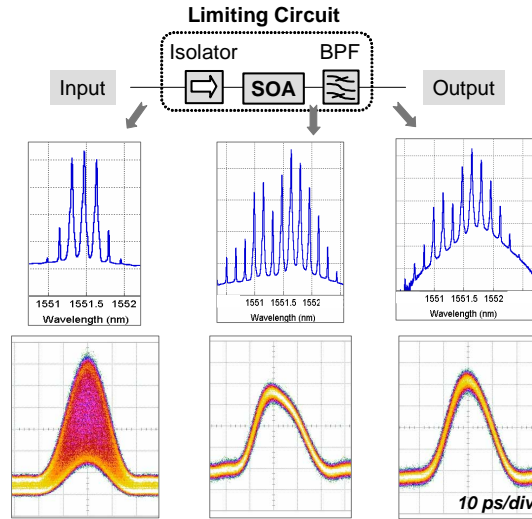 Limiting Circuit
Isolator
BPF
Input
SOA
Output
1551 1551.5 1552
Wavelength (nm)
1551 1551.5 1552
Wavelength (nm)
1551 1551.5 1552
Wavelength (nm)
10 ps/div